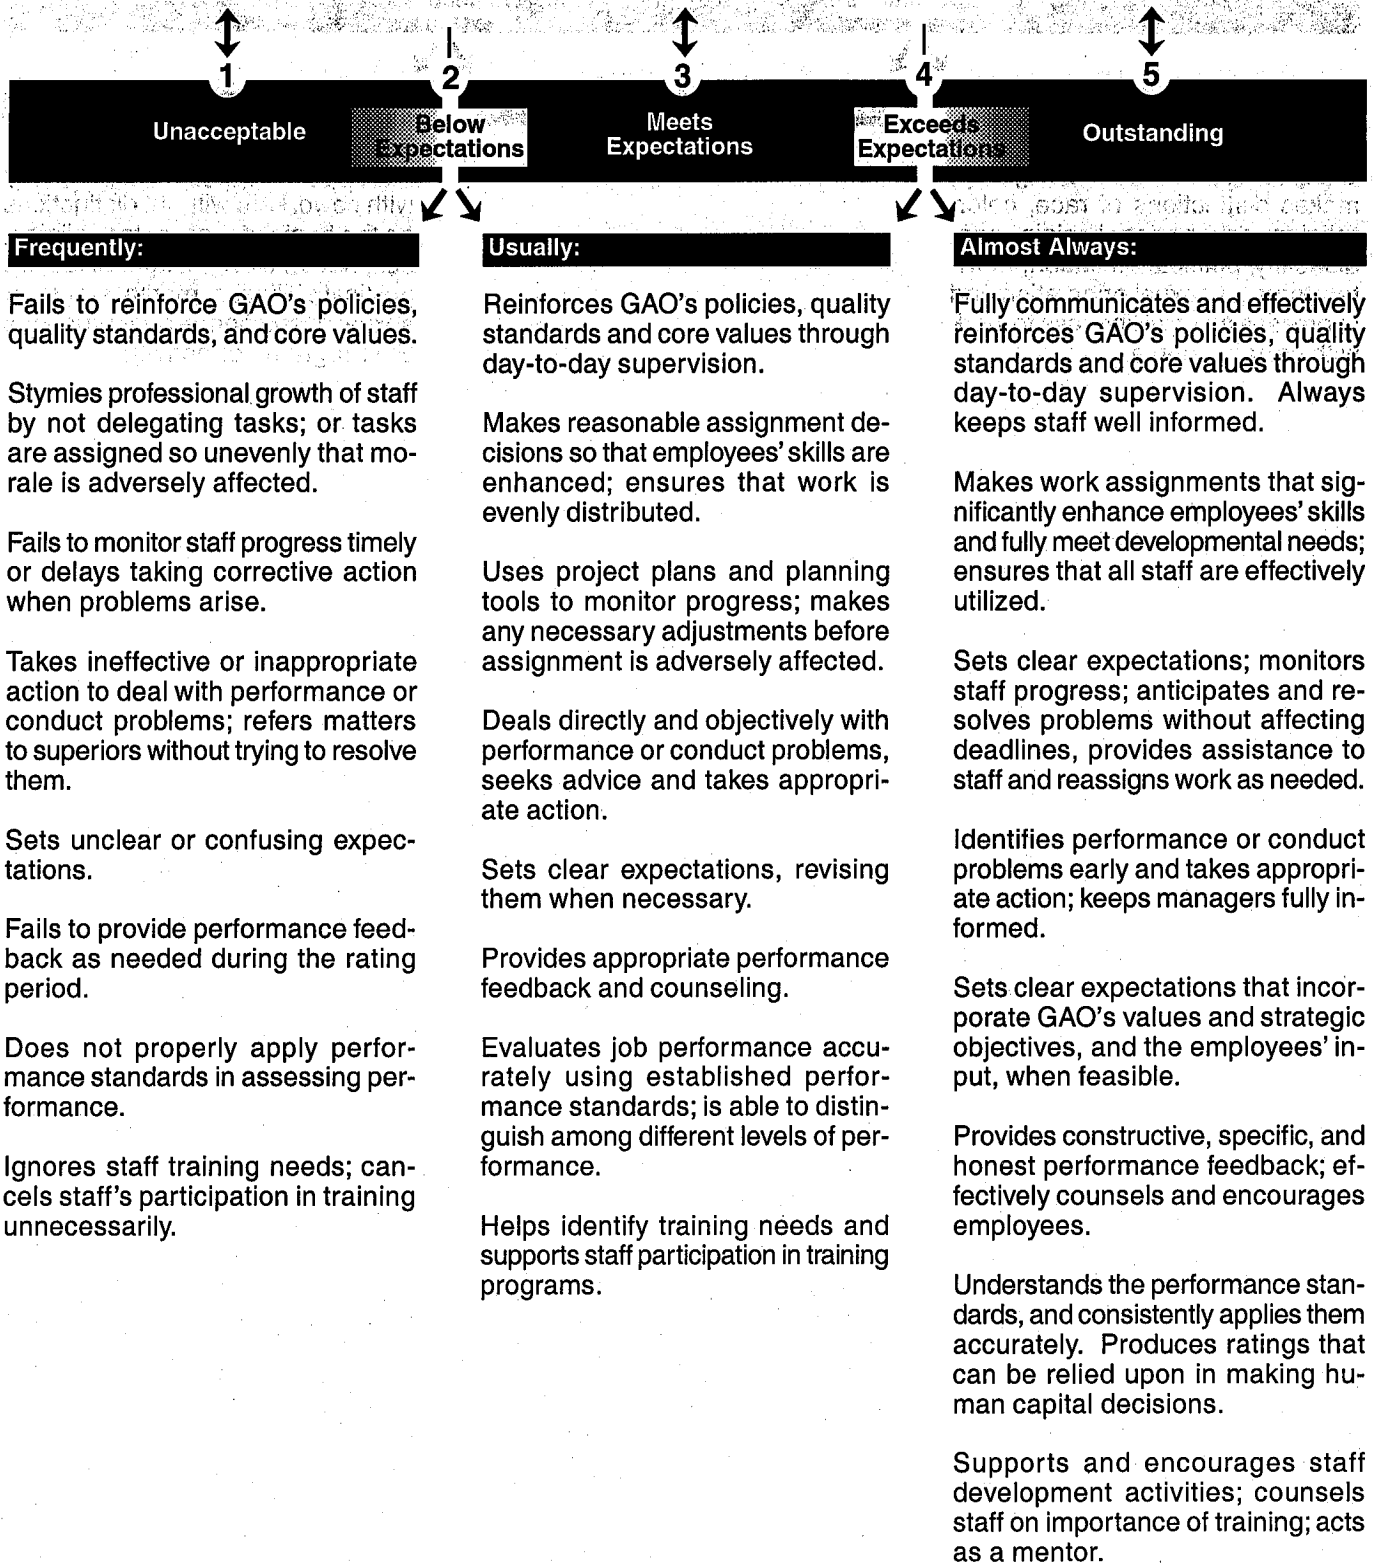 1
2
3
4
5
Unacceptable
Below
Expectations
Meets
Expectations
Exceeds
Expectations
Outstanding
Frequently:
Fails to reinforce GAO's policies,
quality standards, and core values.
Stymies professional growth of staff
by not delegating tasks; or tasks
are assigned so unevenly that mo-
rale is adversely affected.
Fails to monitor staff progress timely
or delays taking corrective action
when problems arise.
Takes ineffective or inappropriate
action to deal with performance or
conduct problems; refers matters
to superiors without trying to resolve
them.
Sets unclear or confusing expec-
tations.
Fails to provide performance feed-
back as needed during the rating
period.
Does not properly apply perfor-
mance standards in assessing per-
formance.
Ignores staff training needs; can-
cels staff's participation in training
unnecessarily.
Usually:
Reinforces GAO's policies, quality
standards and core values through
day-to-day supervision.
Makes reasonable assignment de-
cisions so that employees' skills are
enhanced; ensures that work is
evenly distributed.
Uses project plans and planning
tools to monitor progress; makes
any necessary adjustments before
assignment is adversely affected.
Deals directly and objectively with
performance or conduct problems,
seeks advice and takes appropri-
ate action.
Sets clear expectations, revising
them when necessary.
Provides appropriate performance
feedback and counseling.
Evaluates job performance accu-
rately using established perfor-
mance standards; is able to distin-
guish among different levels of per-
formance.
Helps identify training needs and
supports staff participation in training
programs.
Almost Always:
Fully communicates and effectively
reinforces GAO's policies, quality
standards and core values through
day-to-day supervision. Always
keeps staff well informed.
Makes work assignments that sig-
nificantly enhance employees' skills
and fully meet developmental needs;
ensures that all staff are effectively
utilized.
Sets clear expectations; monitors
staff progress; anticipates and re-
solves problems without affecting
deadlines, provides assistance to
staff and reassigns work as needed.
Identifies performance or conduct
problems early and takes appropri-
ate action; keeps managers fully in-
formed.
Sets clear expectations that incor-
porate GAO's values and strategic
objectives, and the employees' in-
put, when feasible.
Provides constructive, specific, and
honest performance feedback; ef-
fectively counsels and encourages
employees.
Understands the performance stan-
dards, and consistently applies them
accurately. Produces ratings that
can be relied upon in making hu-
man capital decisions.
Supports and encourages staff
development activities; counsels
staff on importance of training; acts
as a mentor.